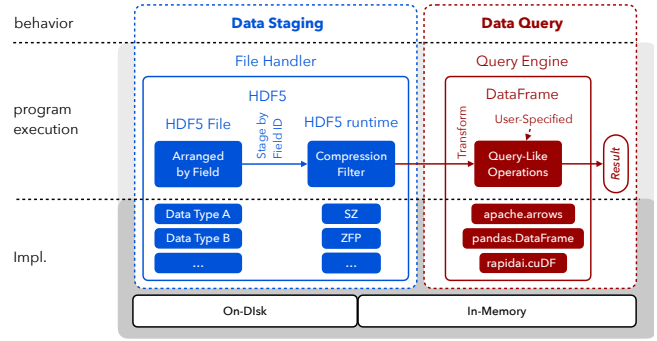 behavior
Data Staging
Data Query
File Handler
Query Engine
HDF5
DataFrame
program
execution
HDF5 File
Stage by
Field ID
HDF5 runtime
Transform
User-Specified
Arranged
by Field
Compression
Filter
Query-Like
Operations
Result
Impl.
Data Type A
SZ
apache.arrows
Data Type B
ZFP
pandas.DataFrame
...
...
rapidai.cuDF
On-DIsk
In-Memory